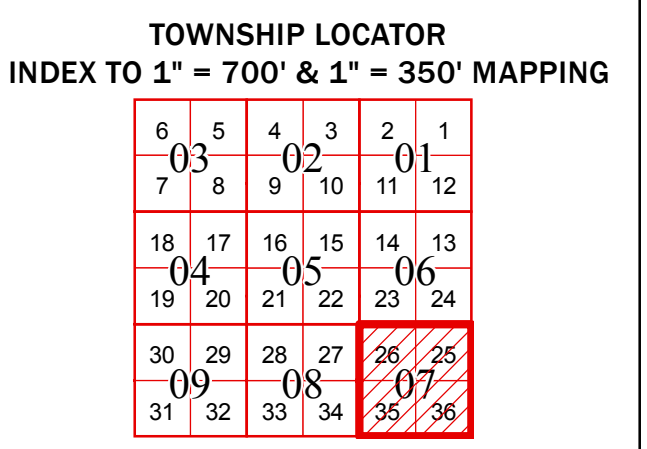 TOWNSHIP LOCATOR
INDEX TO 1" = 700' & 1" = 350' MAPPING
6 5 4 3 2 1
03 02 01
7 8 9 10 11 12
18 17 16 15 14 13
04 05 06
19 20 21 22 23 24
30 29 28 27 26 25
09 08 07
31 32 33 34 35 36